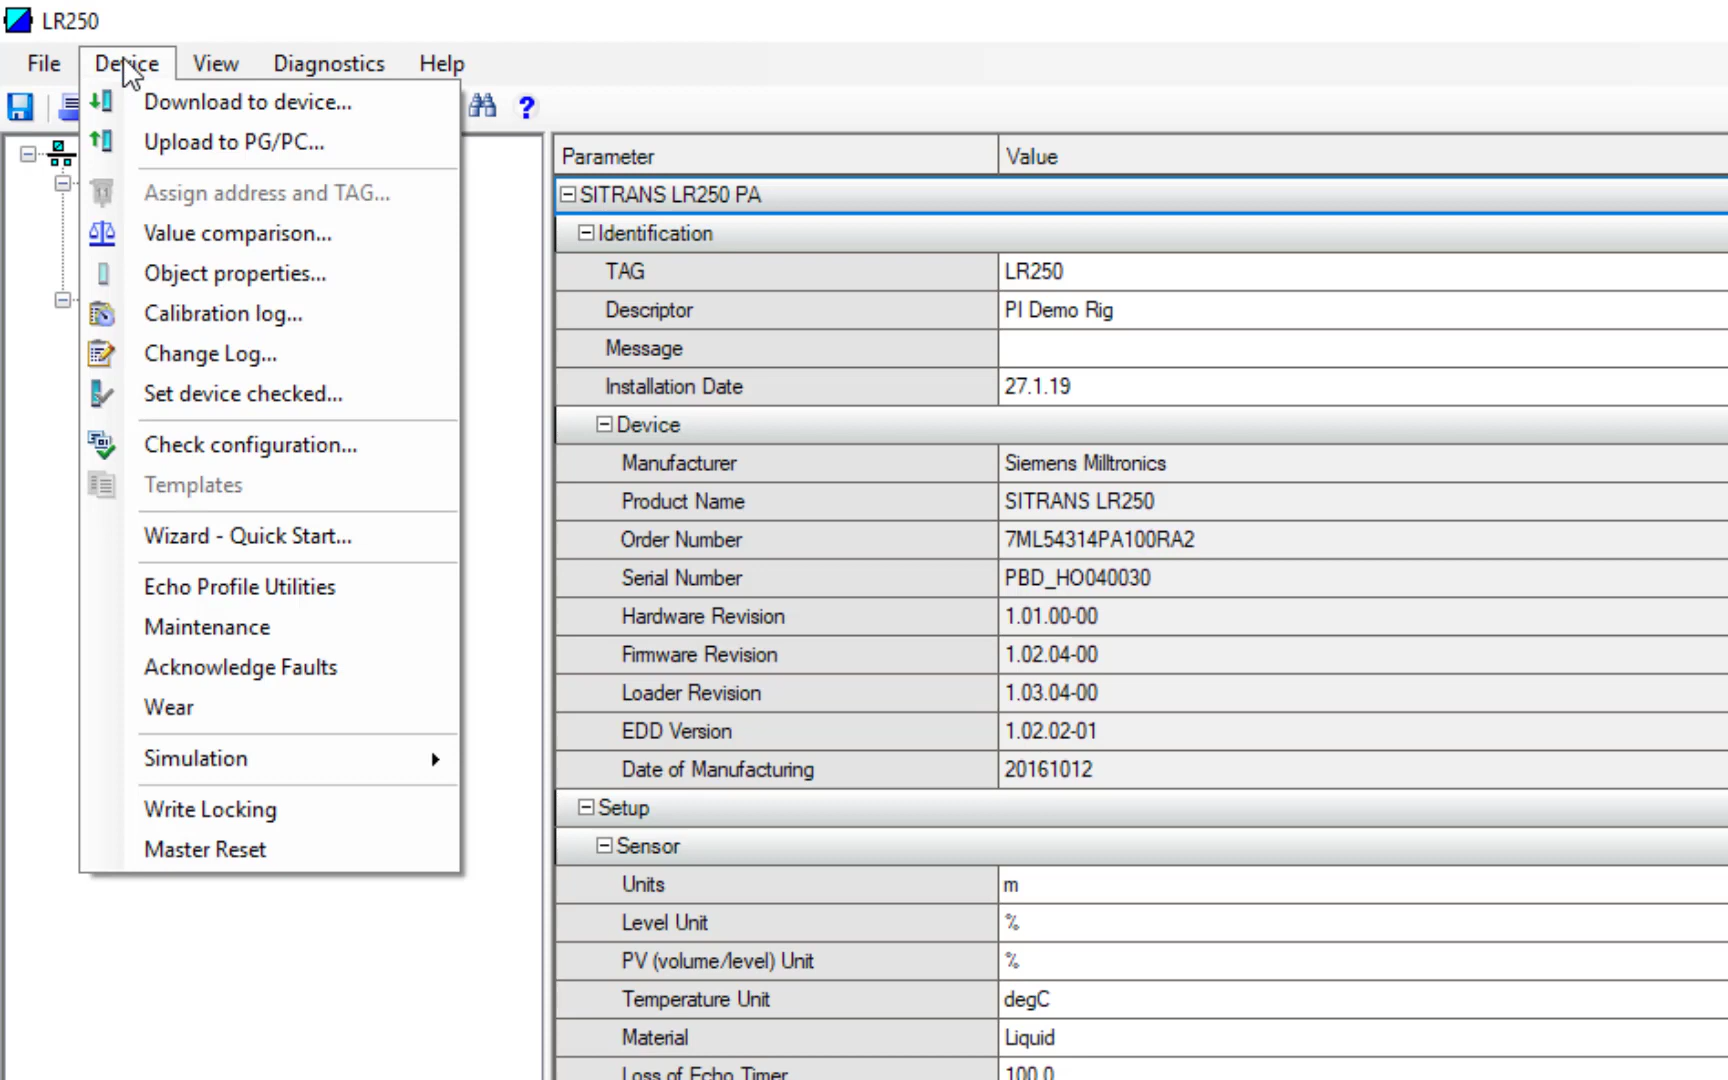 LR250
File Device View Diagnostics Help
Download to device...
Upload to PG/PC...
Assign address and TAG...
Value comparison...
Object properties...
Calibration log...
Change Log...
Set device checked...
Check configuration...
Templates
Wizard - Quick Start...
Echo Profile Utilities
Maintenance
Acknowledge Faults
Wear
Simulation
Write Locking
Master Reset
Parameter Value
SITRANS LR250 PA
Identification
TAG LR250
Descriptor PI Demo Rig
Message
Installation Date 27.1.19
Device
Manufacturer Siemens Milltronics
Product Name SITRANS LR250
Order Number 7ML54314PA100RA2
Serial Number PBD_HO040030
Hardware Revision 1.01.00-00
Firmware Revision 1.02.04-00
Loader Revision 1.03.04-00
EDD Version 1.02.02-01
Date of Manufacturing 20161012
Setup
Sensor
Units m
Level Unit %
PV (volume/level) Unit %
Temperature Unit degC
Material Liquid
Loss of Echo Timer 100.0